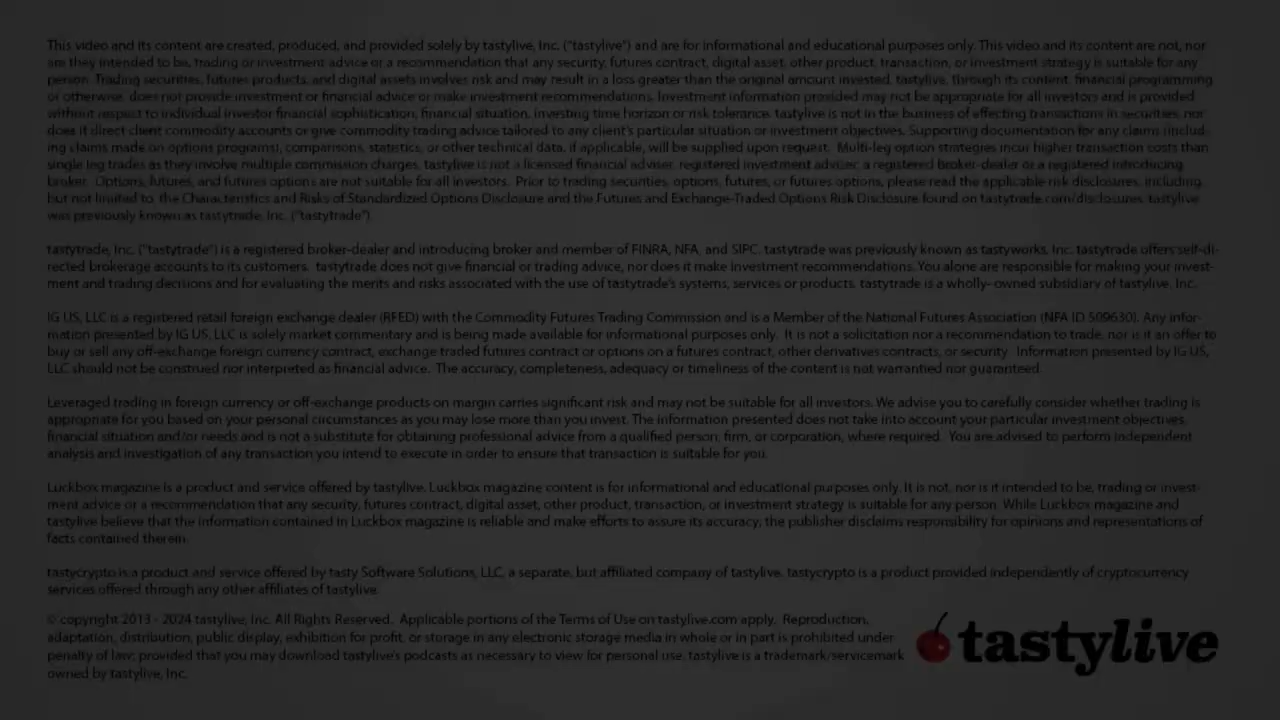 This video and its content are created, produced, and provided solely by tastylive, Inc. ("tastylive") and are for informational and educational purposes only. This video and its content are not, nor
are they intended to be, trading or investment advice or a recommendation that any security, futures contract, digital asset, other product, transaction, or investment strategy is suitable for any
person. Trading securities, futures products, and digital assets involves risk and may result in a loss greater than the original amount invested. tastylive, through its content, financial programming
or otherwise, does not provide investment or financial advice or make investment recommendations. Investment information provided may not be appropriate for all investors and is provided
without respect to individual investor financial sophistication, financial situation, investing time horizon or risk tolerance. tastylive is not in the business of effecting transactions in securities, nor
does it direct client commodity accounts or give commodity trading advice tailored to any client's particular situation or investment objectives. Supporting documentation for any claims (includ-
ing claims made on options programs), comparisons, statistics, or other technical data, if applicable, will be supplied upon request. Multi-leg option strategies incur higher transaction costs than
single leg trades as they involve multiple commission charges. tastylive is not a licensed financial adviser, registered investment adviser, a registered broker-dealer or a registered introducing
broker. Options, futures, and futures options are not suitable for all investors. Prior to trading securities, options, futures, or futures options, please read the applicable risk disclosures, including
but not limited to the Characteristics and Risks of Standardized Options Disclosure and the Futures and Exchange-Traded Options Risk Disclosure found on tastytrade.com/disclosures. tastylive
was previously known as tastytrade, Inc. ("tastytrade").
tastytrade, Inc. ("tastytrade") is a registered broker-dealer and introducing broker and member of FINRA, NFA, and SIPC. tastytrade was previously known as tastyworks, Inc. tastytrade offers self-di-
rected brokerage accounts to its customers. tastytrade does not give financial or trading advice, nor does it make investment recommendations. You alone are responsible for making your invest-
ment and trading decisions and for evaluating the merits and risks associated with the use of tastytrade's systems, services or products. tastytrade is a wholly-owned subsidiary of tastylive, Inc.
IG US, LLC is a registered retail foreign exchange dealer (RFED) with the Commodity Futures Trading Commission and is a Member of the National Futures Association (NFA ID 509630). Any infor-
mation presented by IG US, LLC is solely market commentary and is being made available for informational purposes only. It is not a solicitation nor a recommendation to trade, nor is it an offer to
buy or sell any off-exchange foreign currency contract, exchange traded futures contract or options on a futures contract, other derivatives contracts, or security. Information presented by IG US,
LLC should not be construed nor interpreted as financial advice. The accuracy, completeness, adequacy or timeliness of the content is not warrantied nor guaranteed.
Leveraged trading in foreign currency or off-exchange products on margin carries significant risk and may not be suitable for all investors. We advise you to carefully consider whether trading is
appropriate for you based on your personal circumstances as you may lose more than you invest. The information presented does not take into account your particular investment objectives,
financial situation and/or needs and is not a substitute for obtaining professional advice from a qualified person, firm, or corporation, where required. You are advised to perform independent
analysis and investigation of any transaction you intend to execute in order to ensure that transaction is suitable for you.
Luckbox magazine is a product and service offered by tastylive. Luckbox magazine content is for informational and educational purposes only. It is not, nor is it intended to be, trading or invest-
ment advice or a recommendation that any security, futures contract, digital asset, other product, transaction, or investment strategy is suitable for any person. While Luckbox magazine and
tastylive believe that the information contained in Luckbox magazine is reliable and make efforts to assure its accuracy, the publisher disclaims responsibility for opinions and representations of
facts contained therein.
tastycrypto is a product and service offered by tasty Software Solutions, LLC, a separate, but affiliated company of tastylive. tastycrypto is a product provided independently of cryptocurrency
services offered through any other affiliates of tastylive.
© copyright 2013 - 2024 tastylive, Inc. All Rights Reserved. Applicable portions of the Terms of Use on tastylive.com apply. Reproduction,
adaptation, distribution, public display, exhibition for profit, or storage in any electronic storage media in whole or in part is prohibited under
penalty of law; provided that you may download tastylive's podcasts as necessary to view for personal use. tastylive is a trademark/servicemark
owned by tastylive, Inc.
tastylive